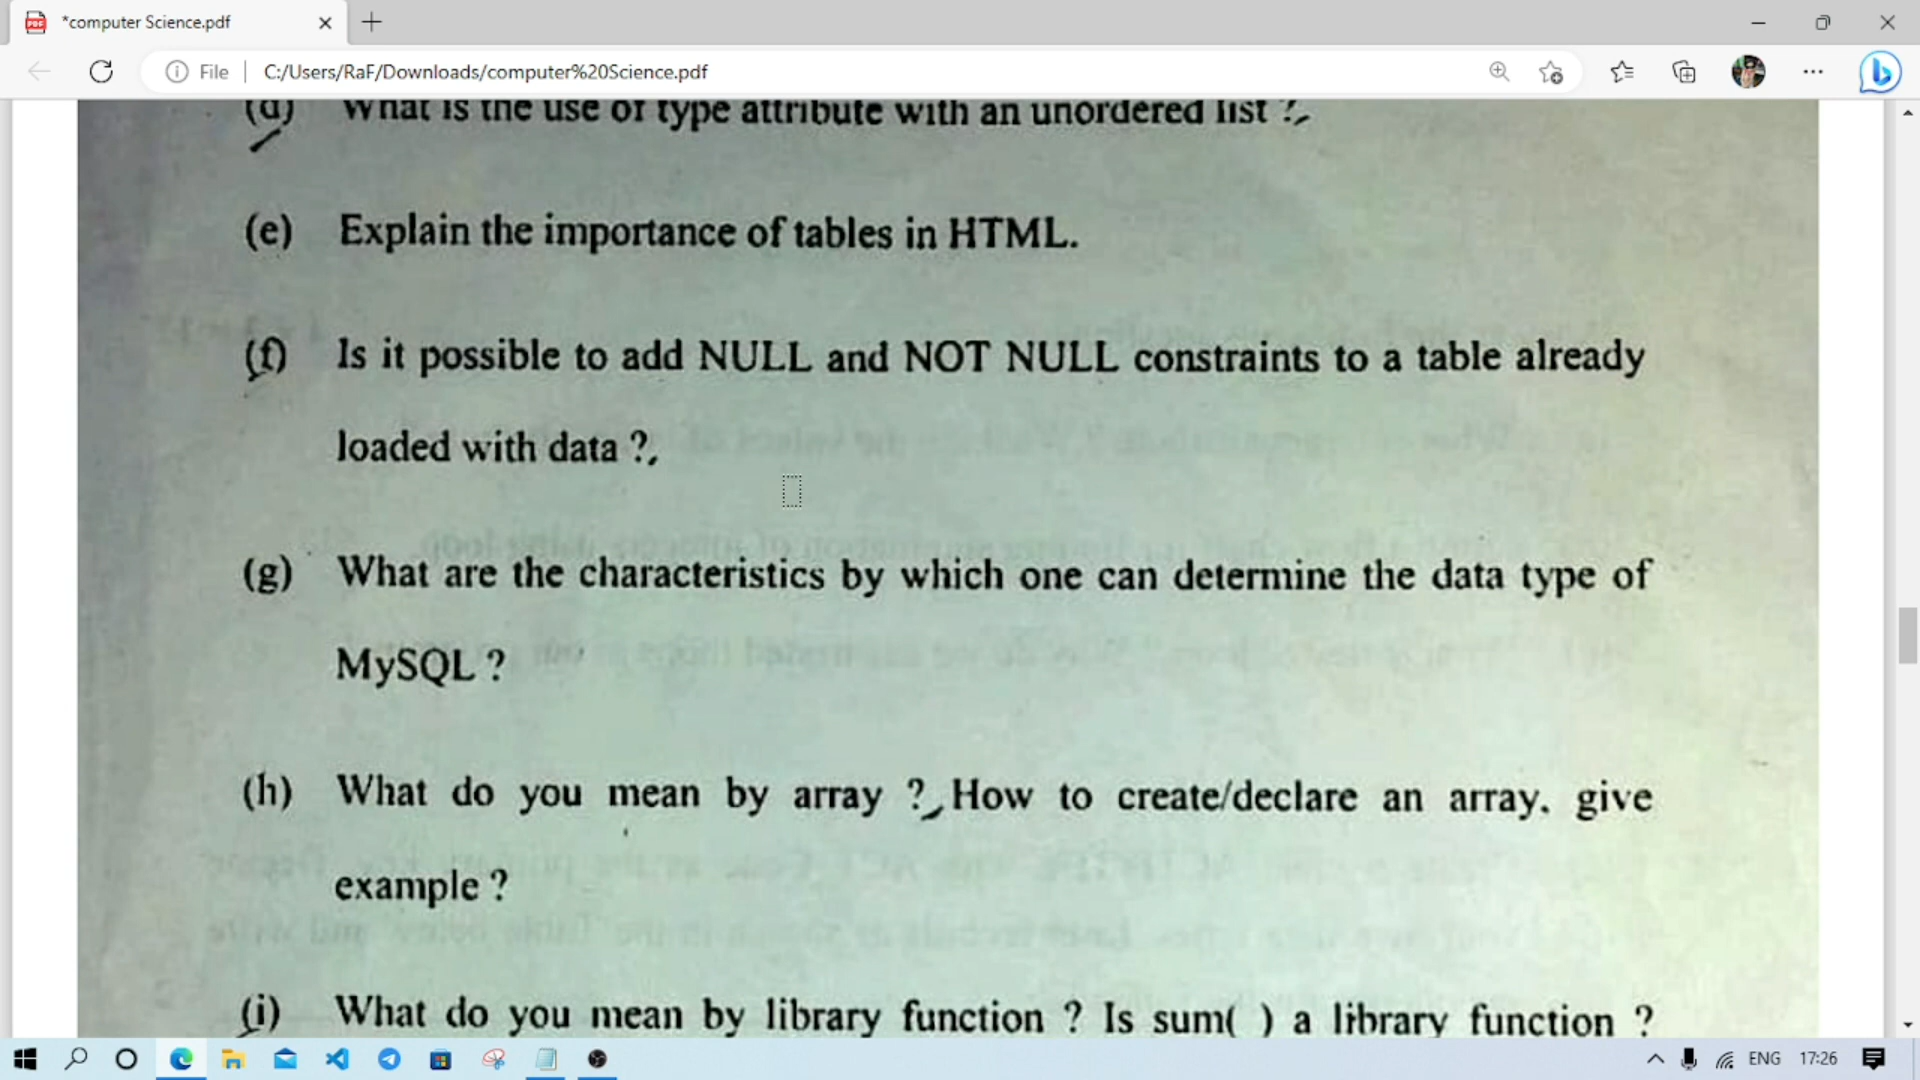 *computer Science.pdf
File
C:/Users/RaF/Downloads/computer%20Science.pdf
(d) What is the use of type attribute with an unordered list ?
(e) Explain the importance of tables in HTML.
(f) Is it possible to add NULL and NOT NULL constraints to a table already
loaded with data ?
(g) What are the characteristics by which one can determine the data type of
MySQL ?
(h) What do you mean by array ? How to create/declare an array. give
example ?
(i) What do you mean by library function ? Is sum( ) a library function ?
ENG 17:26